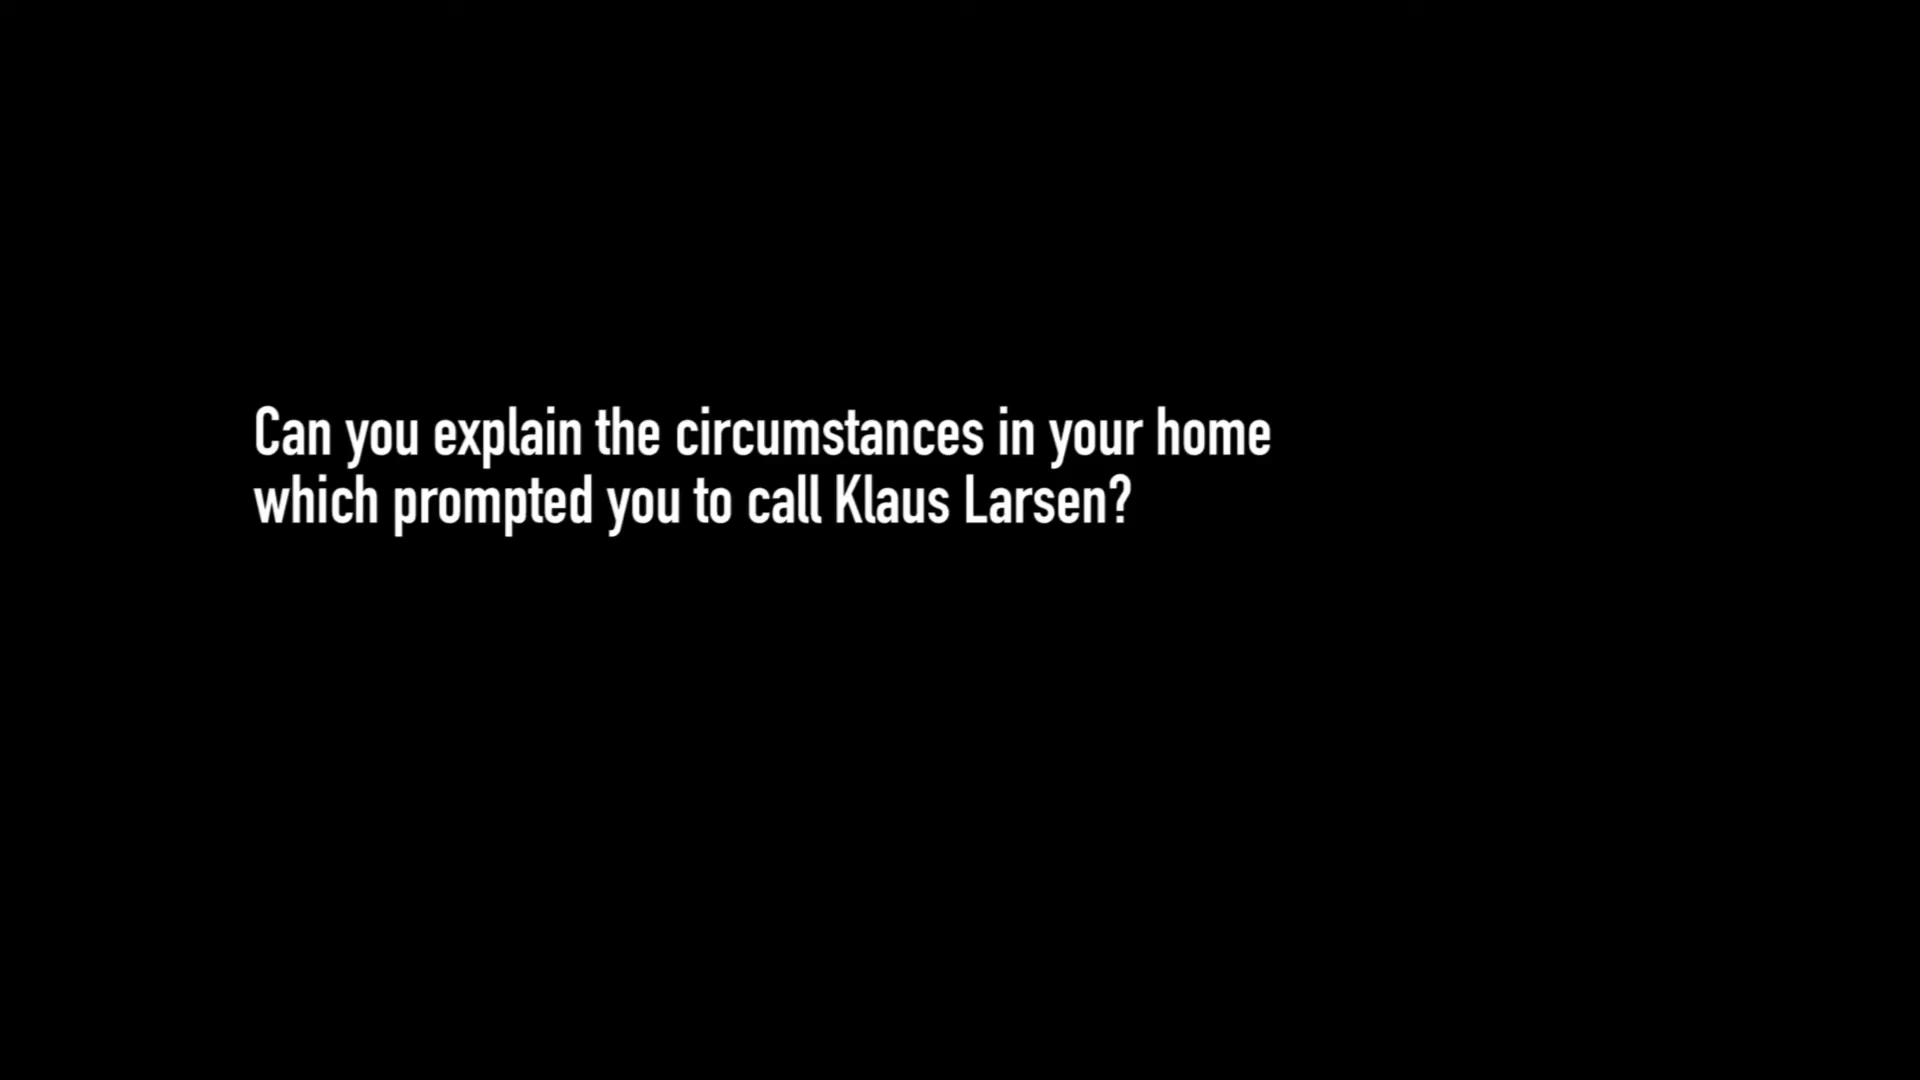 Can you explain the circumstances in your home
which prompted you to call Klaus Larsen?